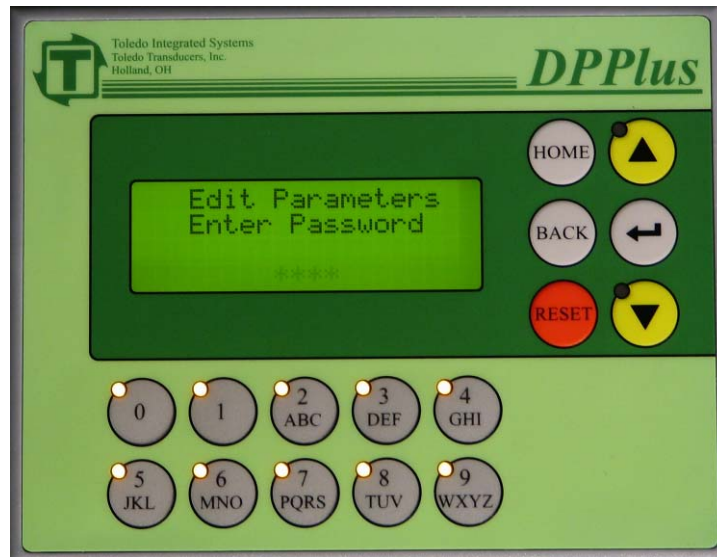 Toledo Integrated Systems
Toledo Transducers, Inc.
Holland, OH
T
DPPlus
HOME
Edit Parameters
Enter Password
BACK
****
RESET
0
1
2
ABC
3
DEF
4
GHI
5
JKL
6
MNO
7
PQRS
8
TUV
9
WXYZ